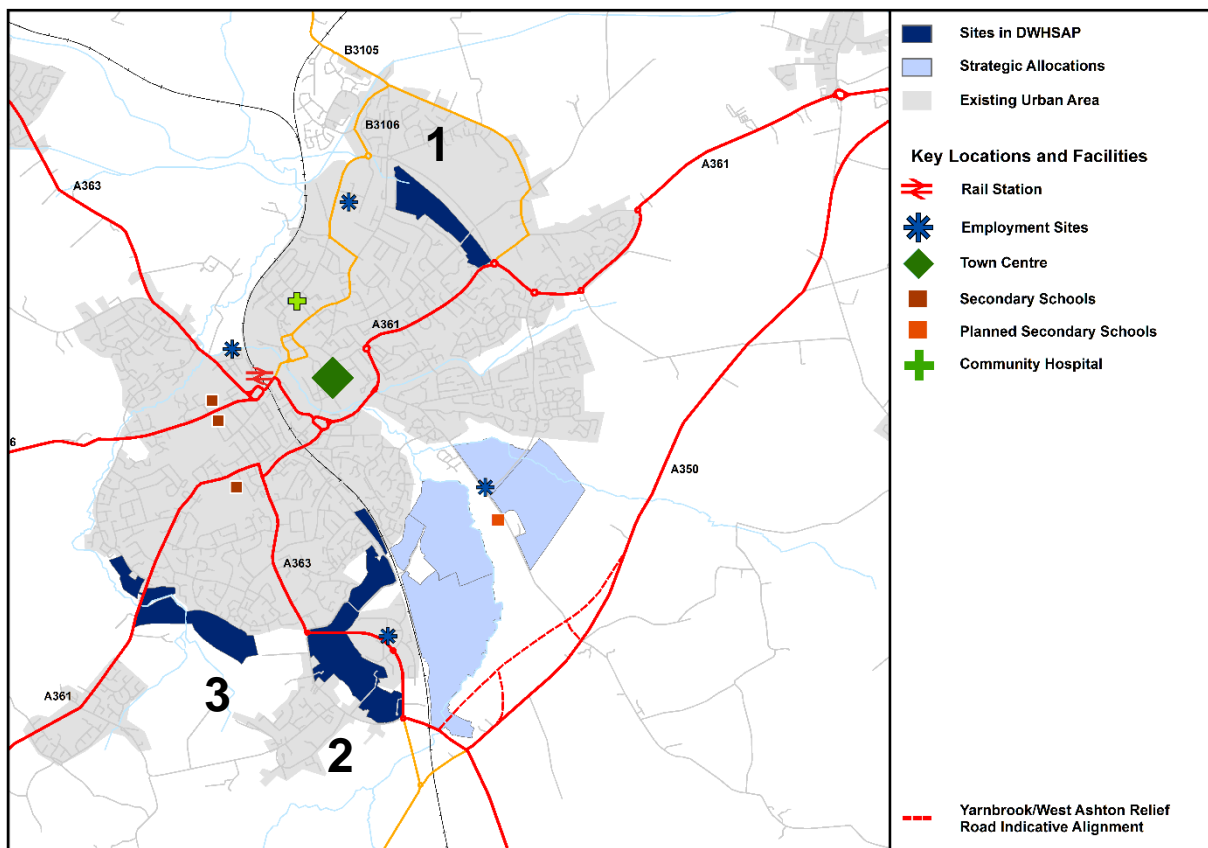 B3105
B3106
1
A363
A361
A361
6
A350
A363
A361
3
2
Sites in DWHSAP
Strategic Allocations
Existing Urban Area
Key Locations and Facilities
Rail Station
Employment Sites
Town Centre
Secondary Schools
Planned Secondary Schools
Community Hospital
Yarnbrook/West Ashton Relief
Road Indicative Alignment